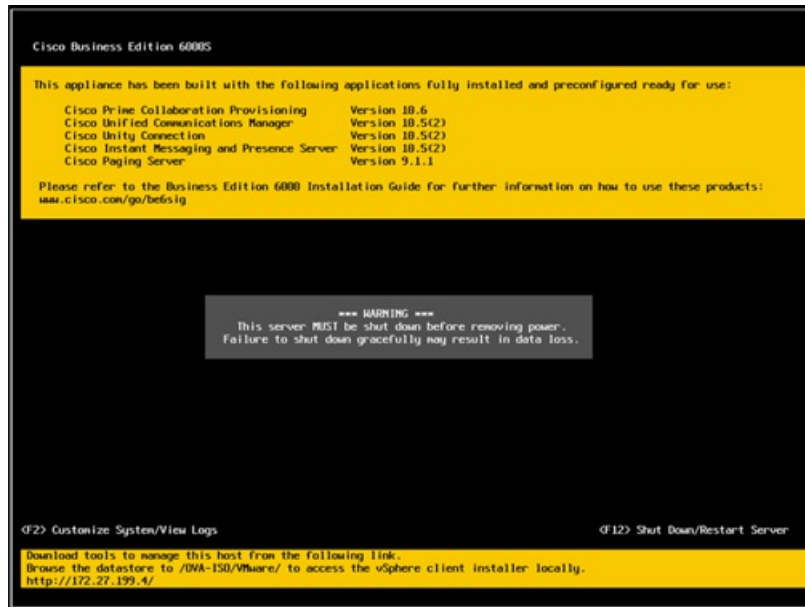 Cisco Business Edition 6000S
This appliance has been built with the following applications fully installed and preconfigured ready for use:
Cisco Prime Collaboration Provisioning Version 10.6
Cisco Unified Communications Manager Version 10.5(2)
Cisco Unity Connection Version 10.5(2)
Cisco Instant Messaging and Presence Server Version 10.5(2)
Cisco Paging Server Version 9.1.1
Please refer to the Business Edition 6000 Installation Guide for further information on how to use these products:
www.cisco.com/go/be6sig
=== WARNING ===
This server MUST be shut down before removing power.
Failure to shut down gracefully may result in data loss.
<F2> Customize System/View Logs
<F12> Shut Down/Restart Server
Download tools to manage this host from the following link.
Browse the datastore to /OVA-ISO/VMware/ to access the vSphere client installer locally.
http://172.27.199.4/